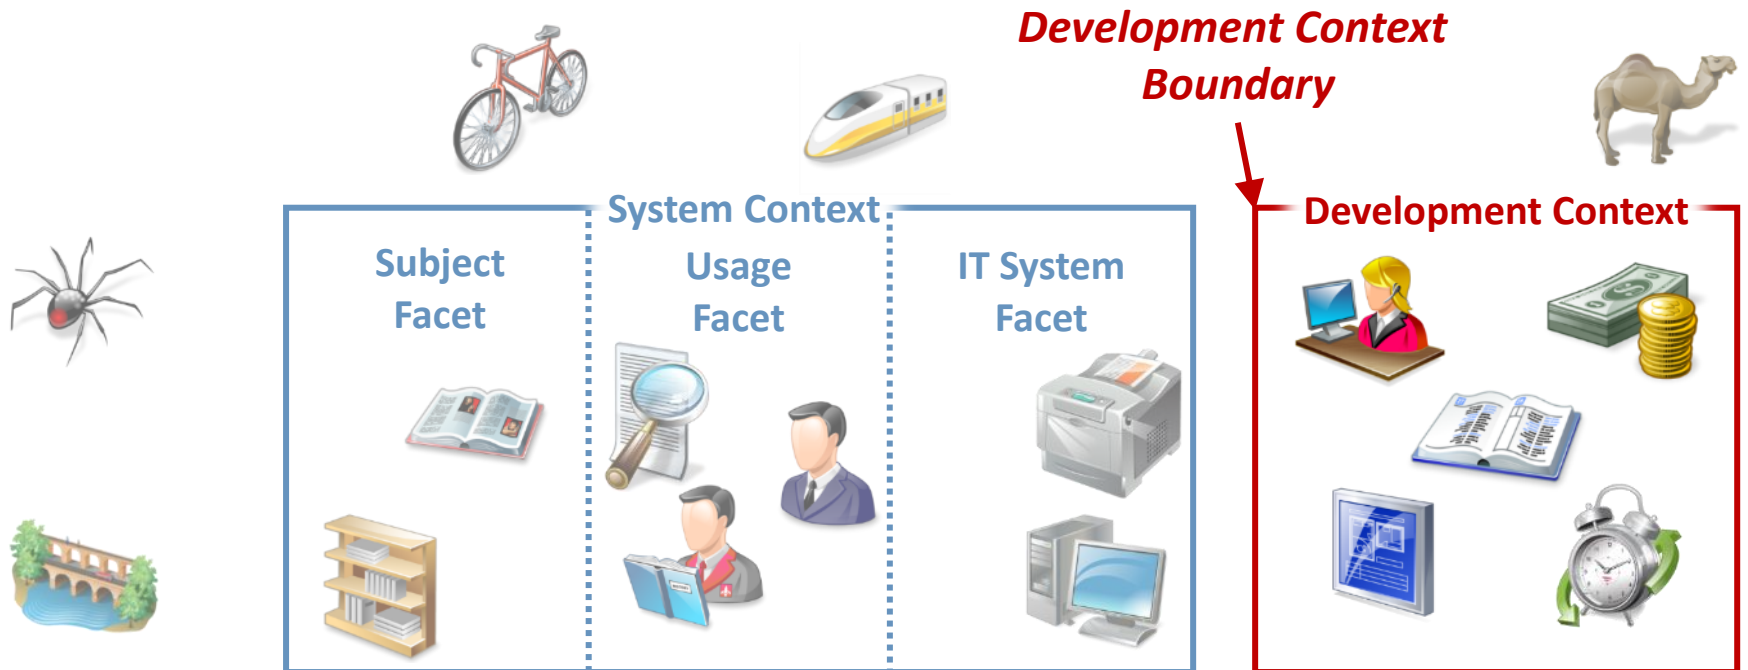 Development Context
Boundary
System Context
Development Context
Subject
Facet
Usage
Facet
IT System
Facet